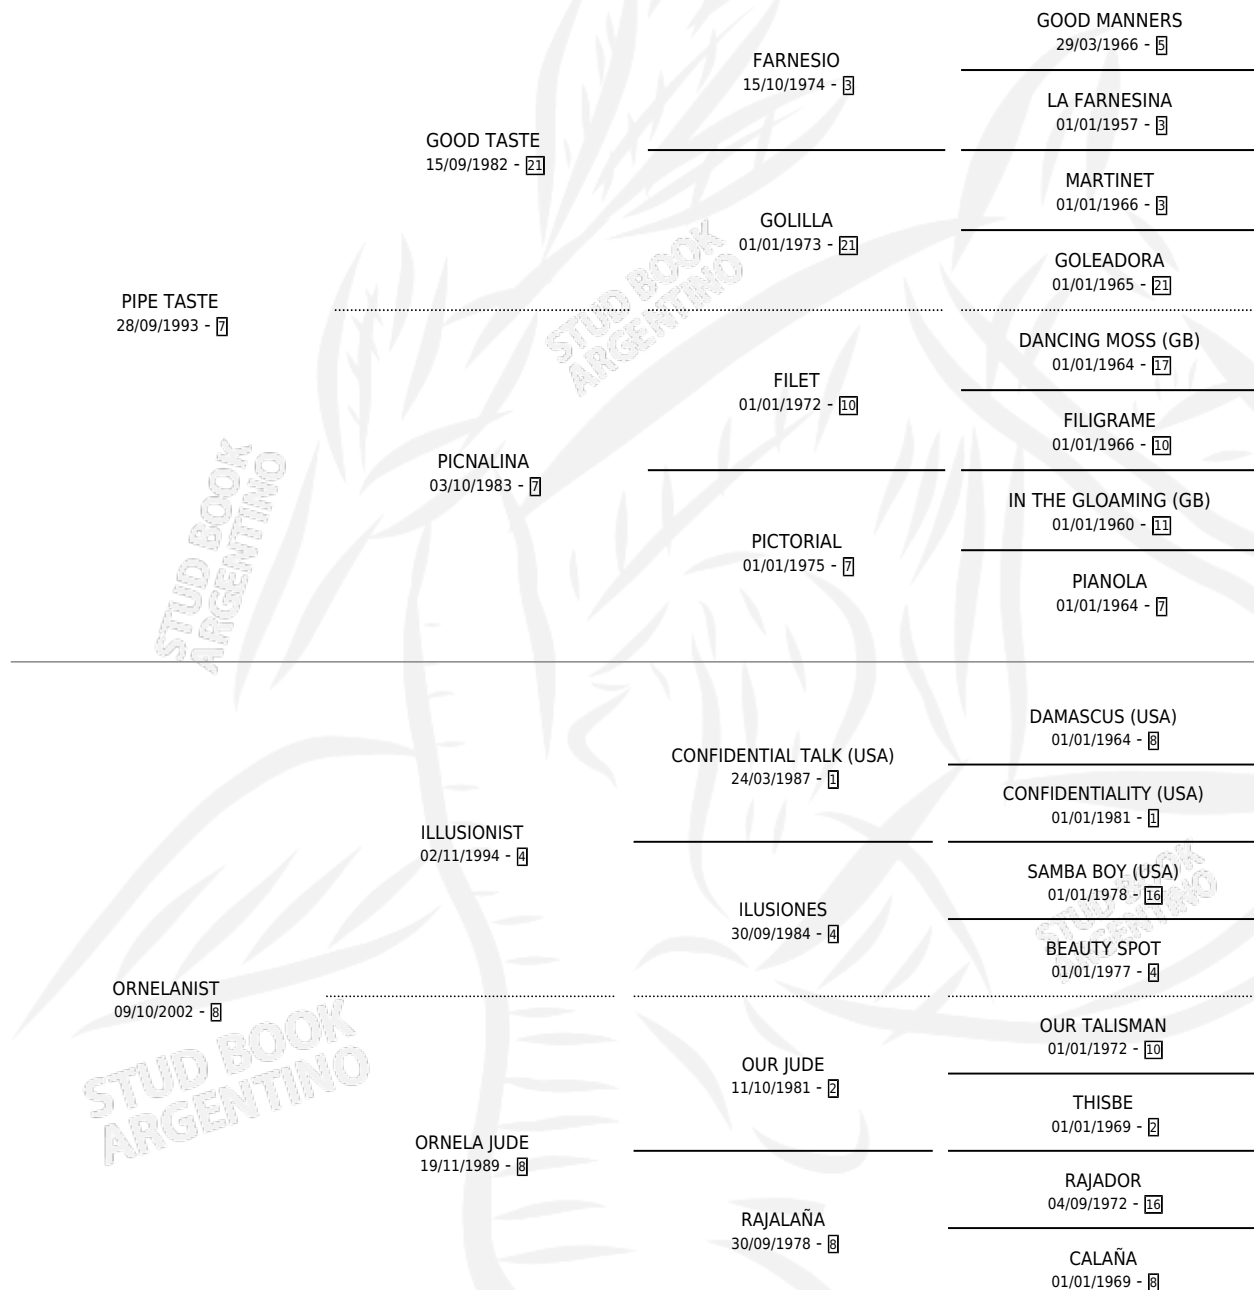 GOOD MANNERS
29/03/1966 - 5
FARNESIO
15/10/1974 - 3
LA FARNESINA
01/01/1957 - 3
GOOD TASTE
15/09/1982 - 21
MARTINET
01/01/1966 - 3
GOLILLA
01/01/1973 - 21
GOLEADORA
01/01/1965 - 21
PIPE TASTE
28/09/1993 - 7
DANCING MOSS (GB)
01/01/1964 - 17
FILET
01/01/1972 - 10
FILIGRAME
01/01/1966 - 10
PICNALINA
03/10/1983 - 7
IN THE GLOAMING (GB)
01/01/1960 - 11
PICTORIAL
01/01/1975 - 7
PIANOLA
01/01/1964 - 7
DAMASCUS (USA)
01/01/1964 - 8
CONFIDENTIAL TALK (USA)
24/03/1987 - 1
CONFIDENTIALITY (USA)
01/01/1981 - 1
ILLUSIONIST
02/11/1994 - 4
SAMBA BOY (USA)
01/01/1978 - 16
ILUSIONES
30/09/1984 - 4
BEAUTY SPOT
01/01/1977 - 4
ORNELANIST
09/10/2002 - 8
OUR TALISMAN
01/01/1972 - 10
OUR JUDE
11/10/1981 - 2
THISBE
01/01/1969 - 2
ORNELA JUDE
19/11/1989 - 8
RAJADOR
04/09/1972 - 16
RAJALAÑA
30/09/1978 - 8
CALAÑA
01/01/1969 - 8
STUD BOOK
ARGENTINO
STUD BOOK
ARGENTINO
STUD BOOK
ARGENTINO
STUD BOOK
ARGENTINO